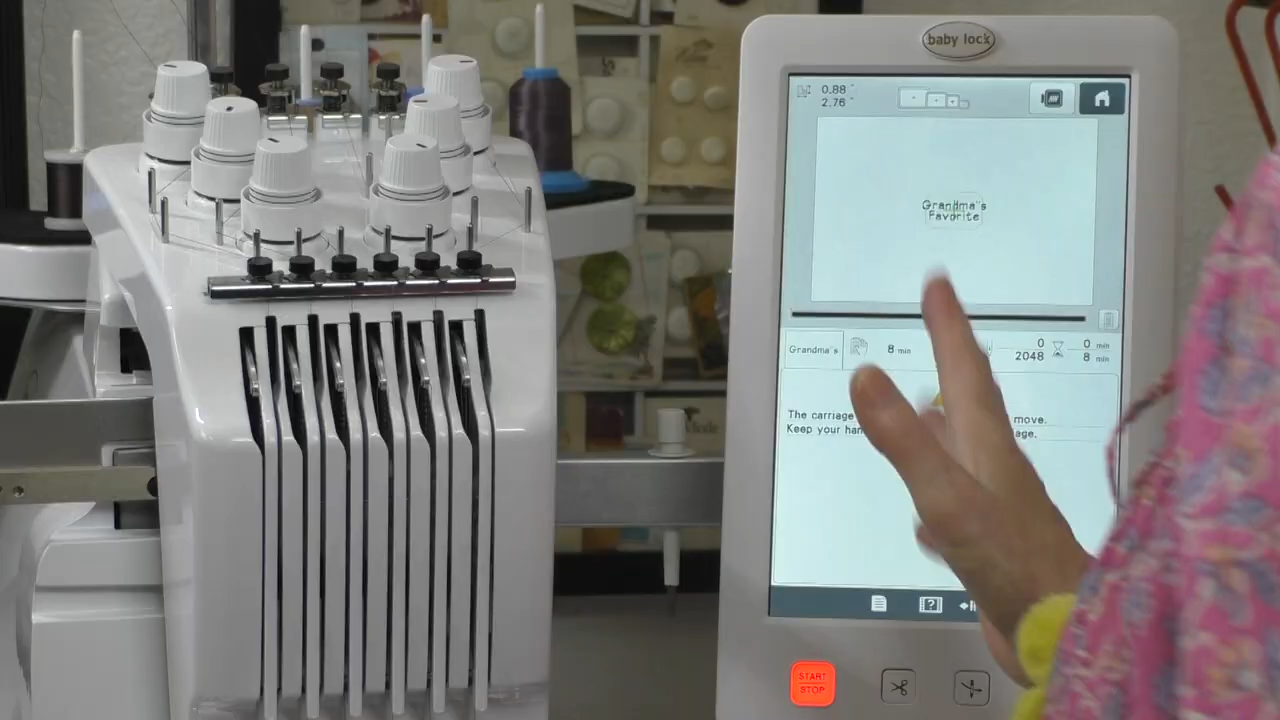 baby lock
0.88 "
2.76 "
Grandma's
Favorite
Grandma's
8 min
0
2048
0 min
8 min
The carriage
move.
Keep your
age.
START
STOP